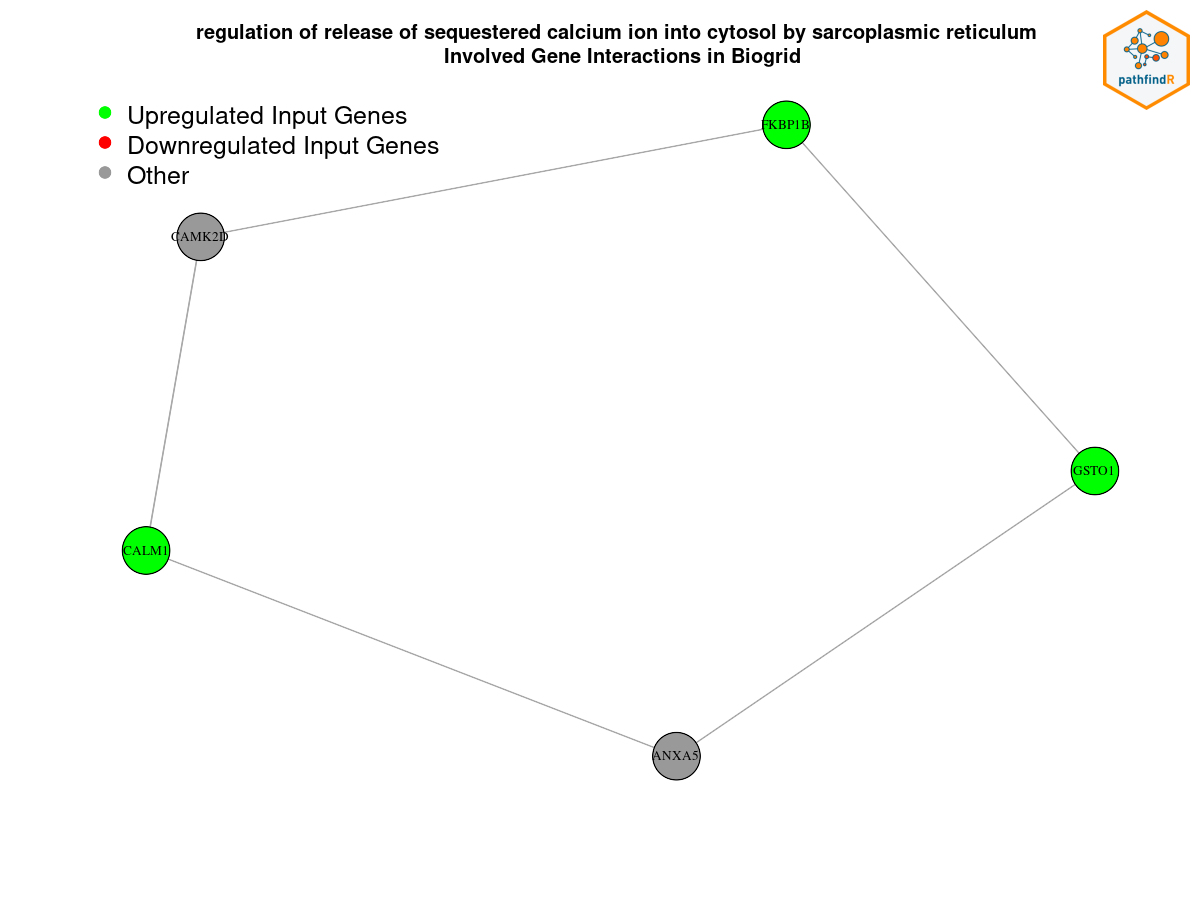 regulation of release of sequestered calcium ion into cytosol by sarcoplasmic reticulum
Involved Gene Interactions in Biogrid
pathfindR
Upregulated Input Genes
Downregulated Input Genes
Other
FKBP1B
CAMK2D
GSTO1
CALM1
ANXA5